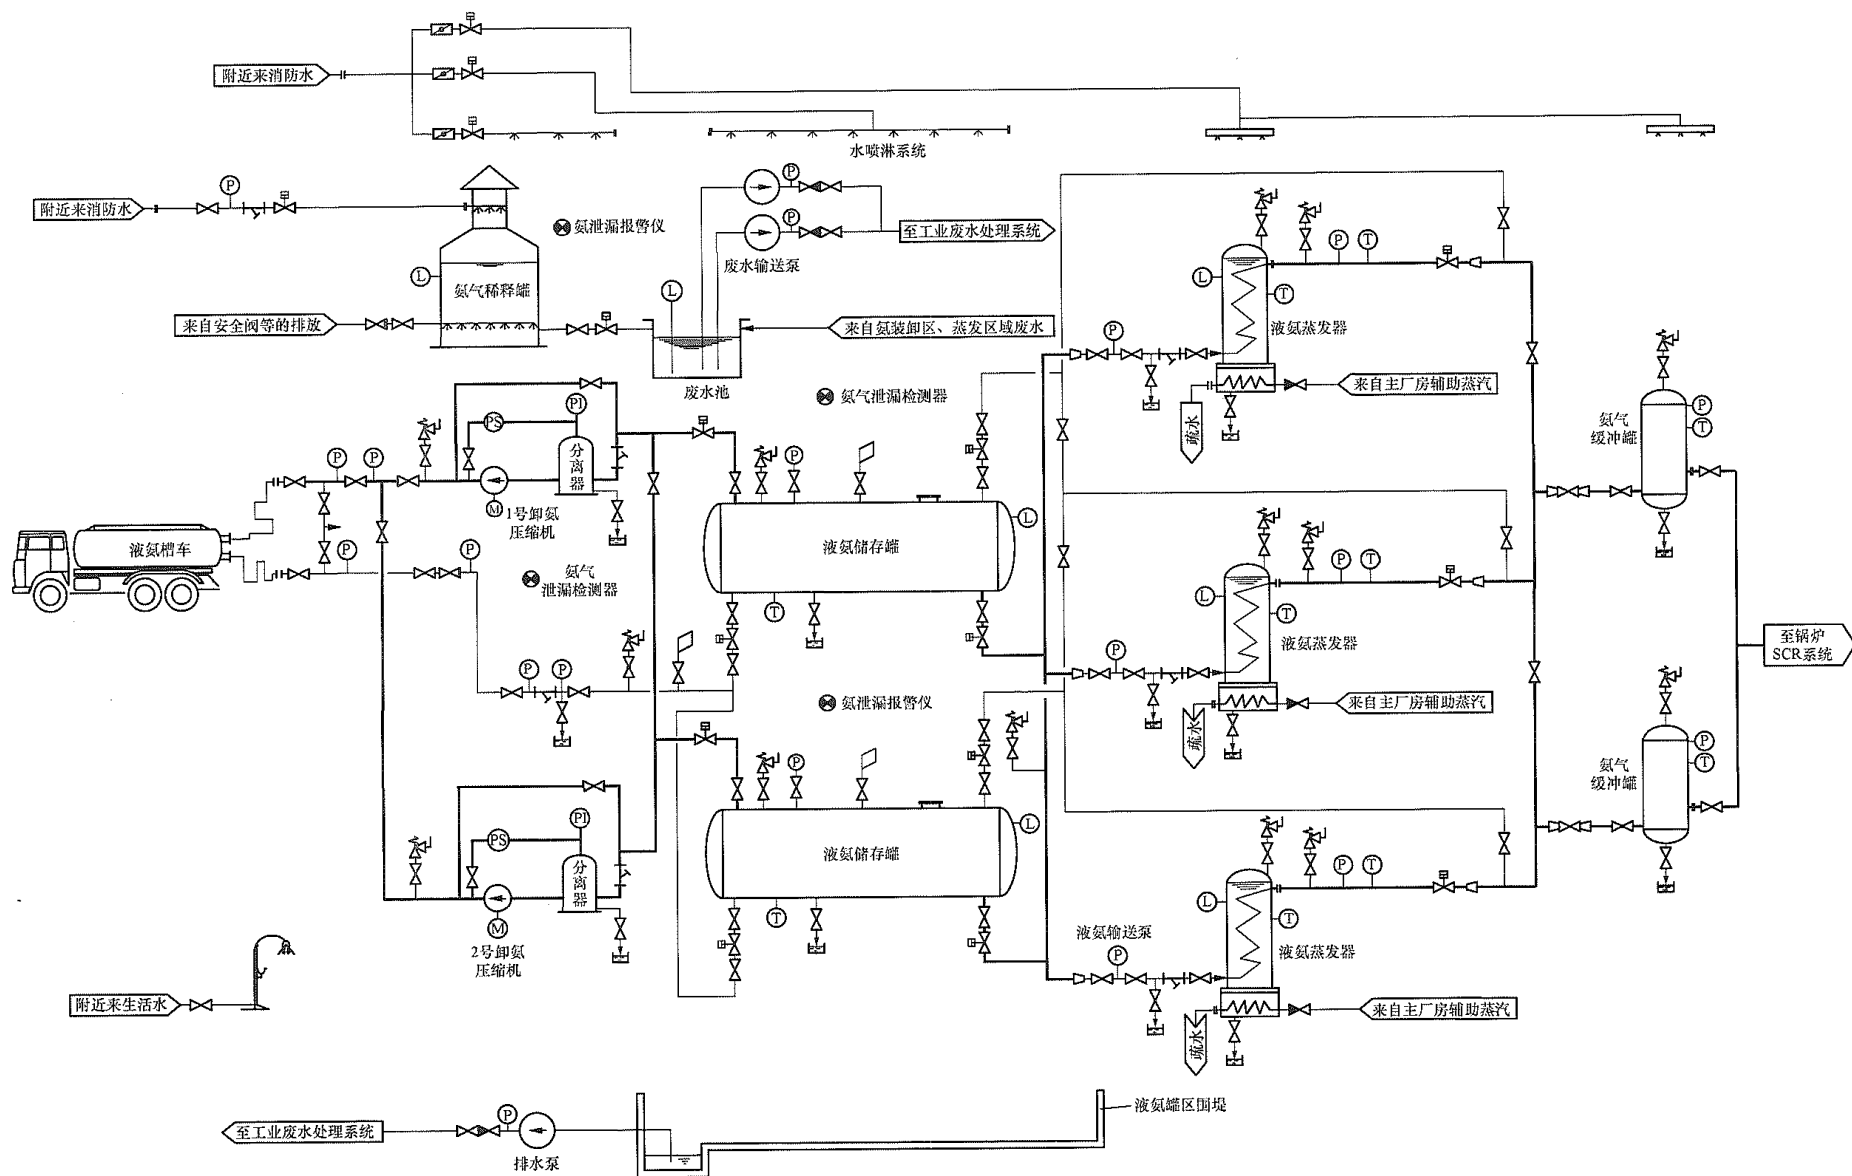 附近来消防水
水喷淋系统
附近来消防水
P
氨泄漏报警仪
P
P
至工业废水处理系统
废水输送泵
L
氨气稀释罐
L
来自安全阀等的排放
来自氨装卸区、蒸发区域废水
废水池
氨气泄漏检测器
P
T
L
T
液氨蒸发器
P
来自主厂房辅助蒸汽
疏水
氨气
缓冲罐
P
T
PS
PI
分离器
P
P
M
1号卸氨
压缩机
P
L
液氨储存罐
T
液氨槽车
P
P
氨气
泄漏检测器
P
T
L
T
液氨蒸发器
P
来自主厂房辅助蒸汽
疏水
至锅炉
SCR系统
P
P
氨泄漏报警仪
P
L
液氨储存罐
T
氨气
缓冲罐
P
T
PS
PI
分离器
M
2号卸氨
压缩机
P
T
L
T
液氨蒸发器
液氨输送泵
P
来自主厂房辅助蒸汽
疏水
附近来生活水
液氨罐区围堤
至工业废水处理系统
P
排水泵